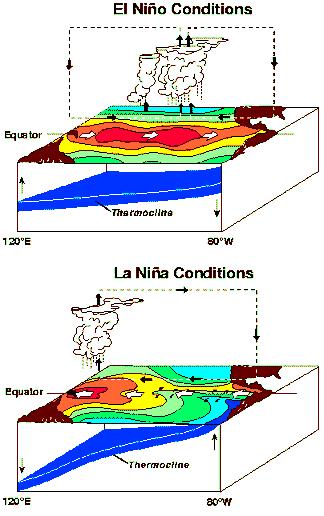 El Niño Conditions
Equator
Thermocline
120°E
80°W
La Niña Conditions
Equator
Thermocline
120°E
80°W